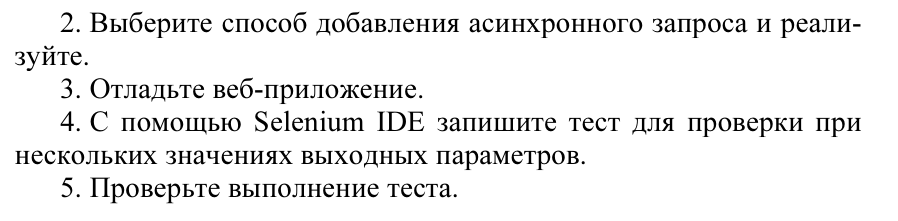 2. Выберите способ добавления асинхронного запроса и реали-
зуйте.
3. Отладьте веб-приложение.
4. С помощью Selenium IDE запишите тест для проверки при
нескольких значениях выходных параметров.
5. Проверьте выполнение теста.